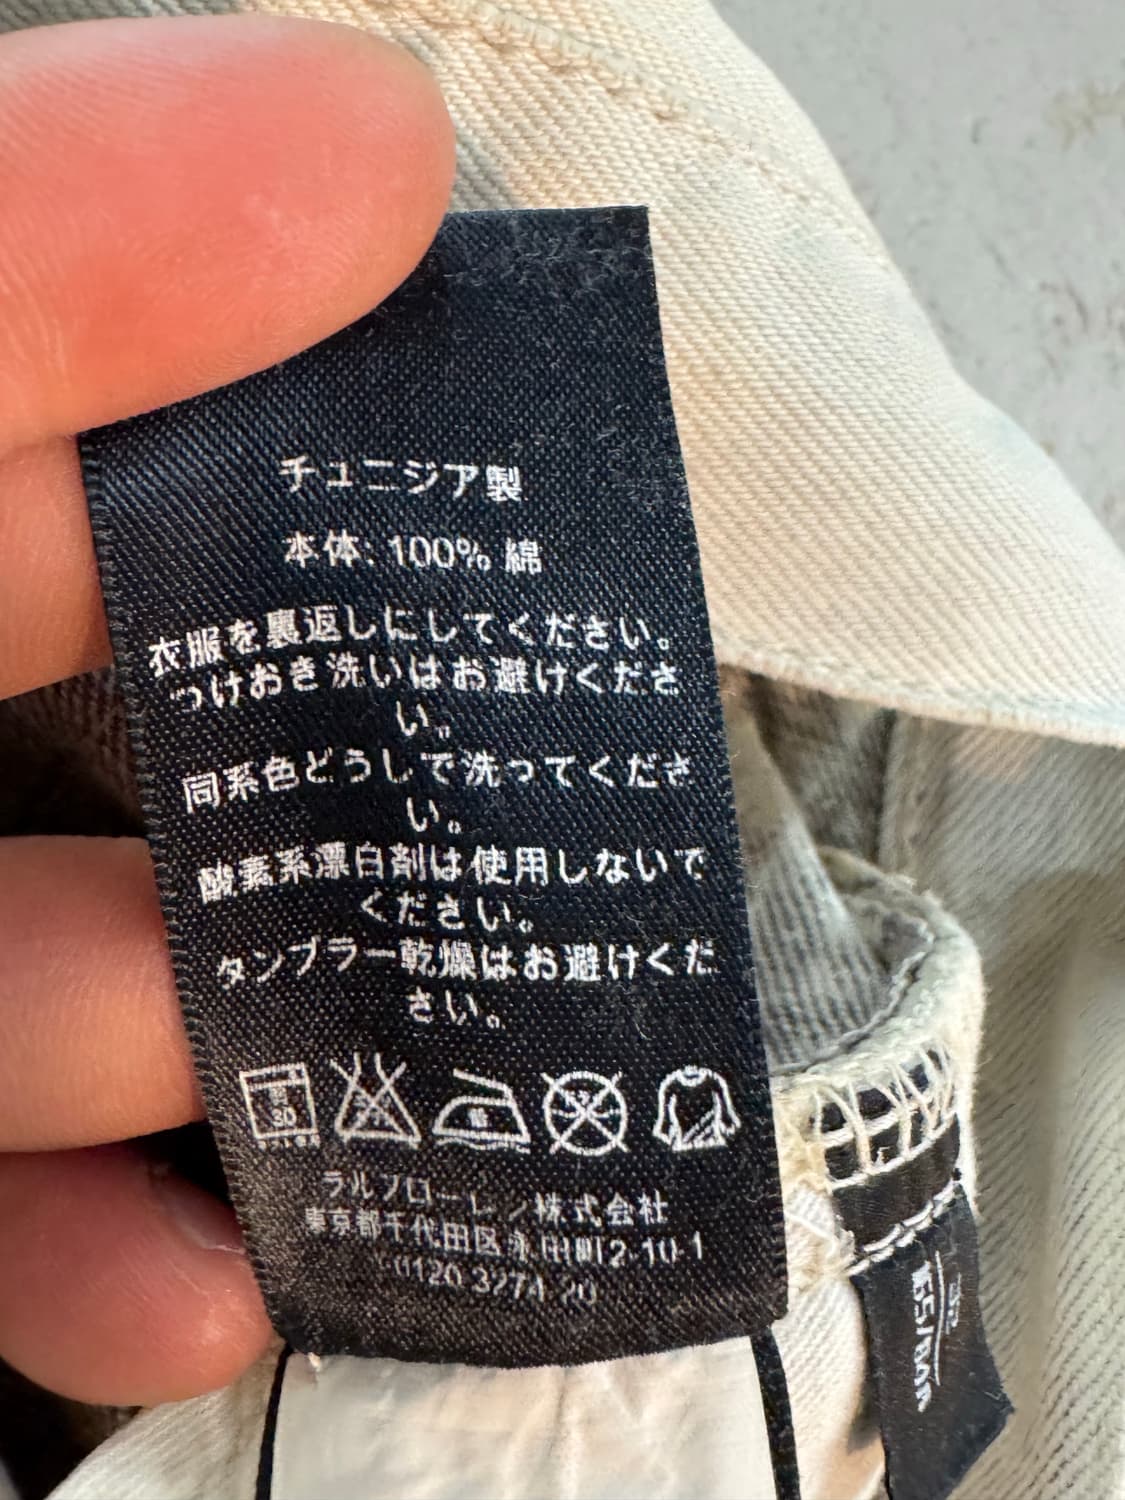 チュニジア製
本体: 100% 綿
衣服を裏返しにしてください。
つけおき洗いはお避けくださ
い。
同系色どうしで洗ってくださ
い。
酸素系漂白剤は使用しないで
ください。
タンブラー乾燥はお避けくだ
さい。
30
ラルフローレン株式会社
東京都千代田区永田町2-10-1
0120 3274 20